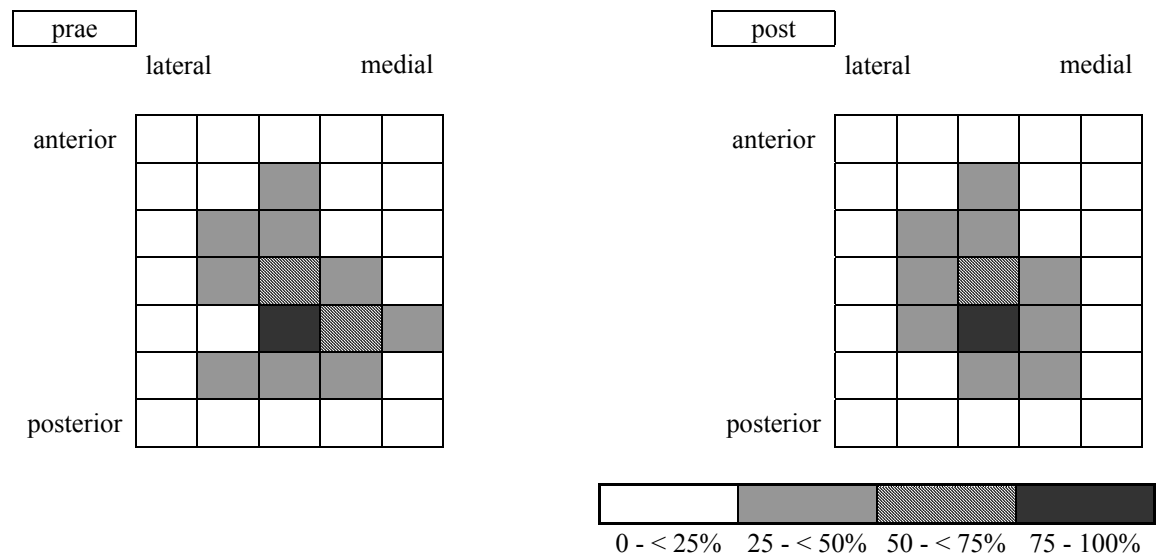 prae
lateral medial
anterior
posterior
post
lateral medial
anterior
posterior
0 - < 25% 25 - < 50% 50 - < 75% 75 - 100%